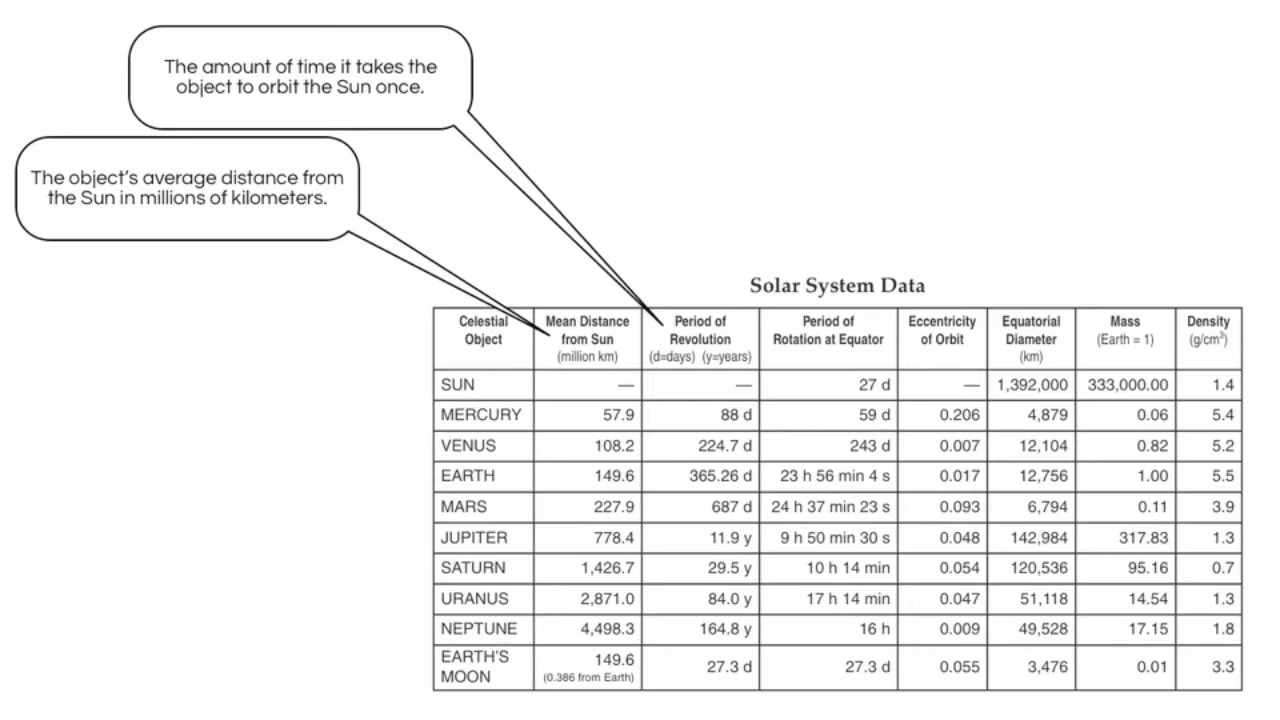 The amount of time it takes the
object to orbit the Sun once.
The object's average distance from
the Sun in millions of kilometers.
Solar System Data
Celestial Object | Mean Distance from Sun (million km) | Period of Revolution (d=days) (y=years) | Period of Rotation at Equator | Eccentricity of Orbit | Equatorial Diameter (km) | Mass (Earth = 1) | Density (g/cm³)
SUN — — 27 d — 1,392,000 333,000.00 1.4
MERCURY 57.9 88 d 59 d 0.206 4,879 0.06 5.4
VENUS 108.2 224.7 d 243 d 0.007 12,104 0.82 5.2
EARTH 149.6 365.26 d 23 h 56 min 4 s 0.017 12,756 1.00 5.5
MARS 227.9 687 d 24 h 37 min 23 s 0.093 6,794 0.11 3.9
JUPITER 778.4 11.9 y 9 h 50 min 30 s 0.048 142,984 317.83 1.3
SATURN 1,426.7 29.5 y 10 h 14 min 0.054 120,536 95.16 0.7
URANUS 2,871.0 84.0 y 17 h 14 min 0.047 51,118 14.54 1.3
NEPTUNE 4,498.3 164.8 y 16 h 0.009 49,528 17.15 1.8
EARTH'S MOON 149.6 (0.386 from Earth) 27.3 d 27.3 d 0.055 3,476 0.01 3.3